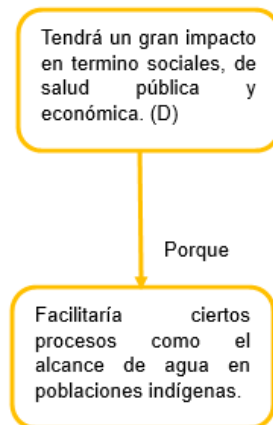 Tendrá un gran impacto
en termino sociales, de
salud pública y
económica. (D)
Porque
Facilitaría ciertos
procesos como el
alcance de agua en
poblaciones indígenas.